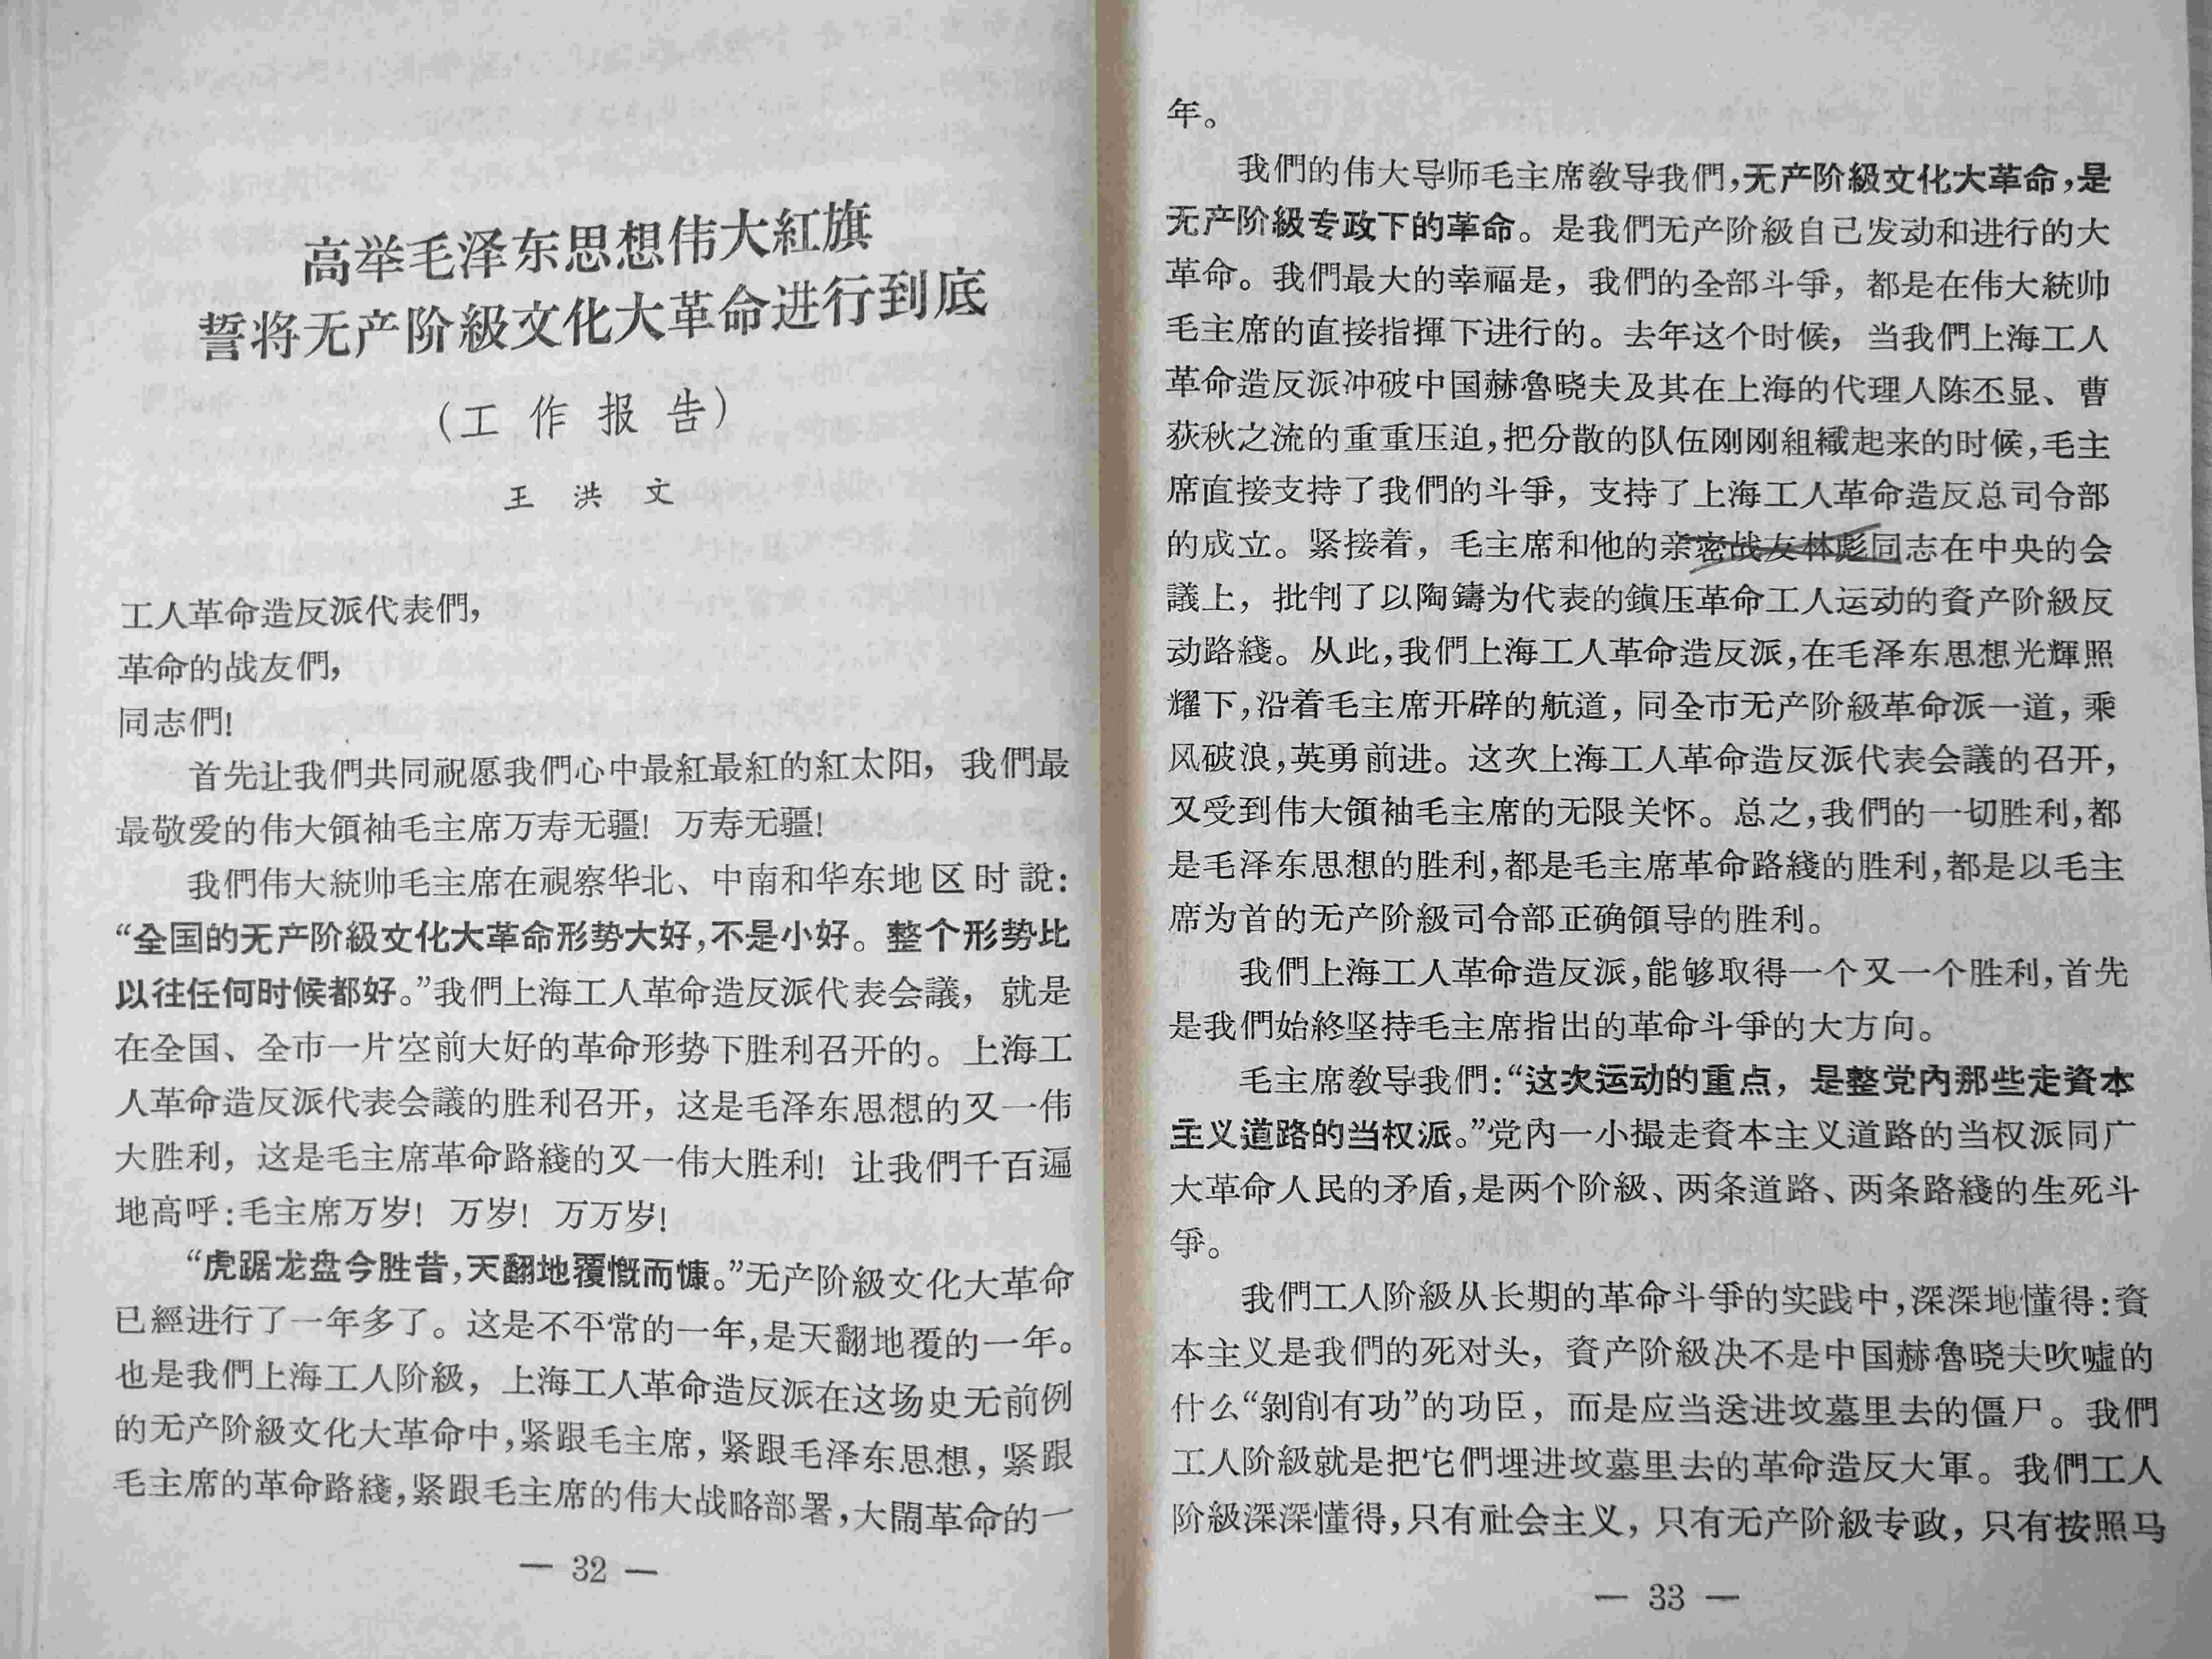 高举毛泽东思想伟大紅旗
誓将无产阶級文化大革命进行到底
（工作报告）
王洪文
工人革命造反派代表們，
革命的战友們，
同志們！
首先让我們共同祝愿我們心中最紅最紅的紅太阳，我們最
最敬爱的伟大領袖毛主席万寿无疆！万寿无疆！
我們伟大統帅毛主席在視察华北、中南和华东地区时說：
“全国的无产阶級文化大革命形势大好，不是小好。整个形势比
以往任何时候都好。”我們上海工人革命造反派代表会議，就是
在全国、全市一片空前大好的革命形势下胜利召开的。上海工
人革命造反派代表会議的胜利召开，这是毛泽东思想的又一伟
大胜利，这是毛主席革命路綫的又一伟大胜利！让我們千百遍
地高呼：毛主席万岁！万岁！万万岁！
“虎踞龙盘今胜昔，天翻地覆慨而慷。”无产阶級文化大革命
已經进行了一年多了。这是不平常的一年，是天翻地覆的一年。
也是我們上海工人阶級，上海工人革命造反派在这场史无前例
的无产阶級文化大革命中，紧跟毛主席，紧跟毛泽东思想，紧跟
毛主席的革命路綫，紧跟毛主席的伟大战略部署，大鬧革命的一
— 32 —
年。
我們的伟大导师毛主席教导我們，无产阶級文化大革命，是
无产阶級专政下的革命。是我們无产阶級自己发动和进行的大
革命。我們最大的幸福是，我們的全部斗爭，都是在伟大統帅
毛主席的直接指揮下进行的。去年这个时候，当我們上海工人
革命造反派冲破中国赫魯晓夫及其在上海的代理人陈丕显、曹
荻秋之流的重重压迫，把分散的队伍刚刚組織起来的时候，毛主
席直接支持了我們的斗爭，支持了上海工人革命造反总司令部
的成立。紧接着，毛主席和他的亲密战友林彪同志在中央的会
議上，批判了以陶鑄为代表的鎮压革命工人运动的資产阶級反
动路綫。从此，我們上海工人革命造反派，在毛泽东思想光輝照
耀下，沿着毛主席开辟的航道，同全市无产阶級革命派一道，乘
风破浪，英勇前进。这次上海工人革命造反派代表会議的召开，
又受到伟大領袖毛主席的无限关怀。总之，我們的一切胜利，都
是毛泽东思想的胜利，都是毛主席革命路綫的胜利，都是以毛主
席为首的无产阶級司令部正确領导的胜利。
我們上海工人革命造反派，能够取得一个又一个胜利，首先
是我們始終坚持毛主席指出的革命斗爭的大方向。
毛主席教导我們：“这次运动的重点，是整党內那些走資本
主义道路的当权派。”党內一小撮走資本主义道路的当权派同广
大革命人民的矛盾，是两个阶級、两条道路、两条路綫的生死斗
爭。
我們工人阶級从长期的革命斗爭的实践中，深深地懂得：資
本主义是我們的死对头，資产阶級决不是中国赫魯晓夫吹嘘的
什么“剝削有功”的功臣，而是应当送进坟墓里去的僵尸。我們
工人阶級就是把它們埋进坟墓里去的革命造反大軍。我們工人
阶級深深懂得，只有社会主义，只有无产阶級专政，只有按照马
— 33 —